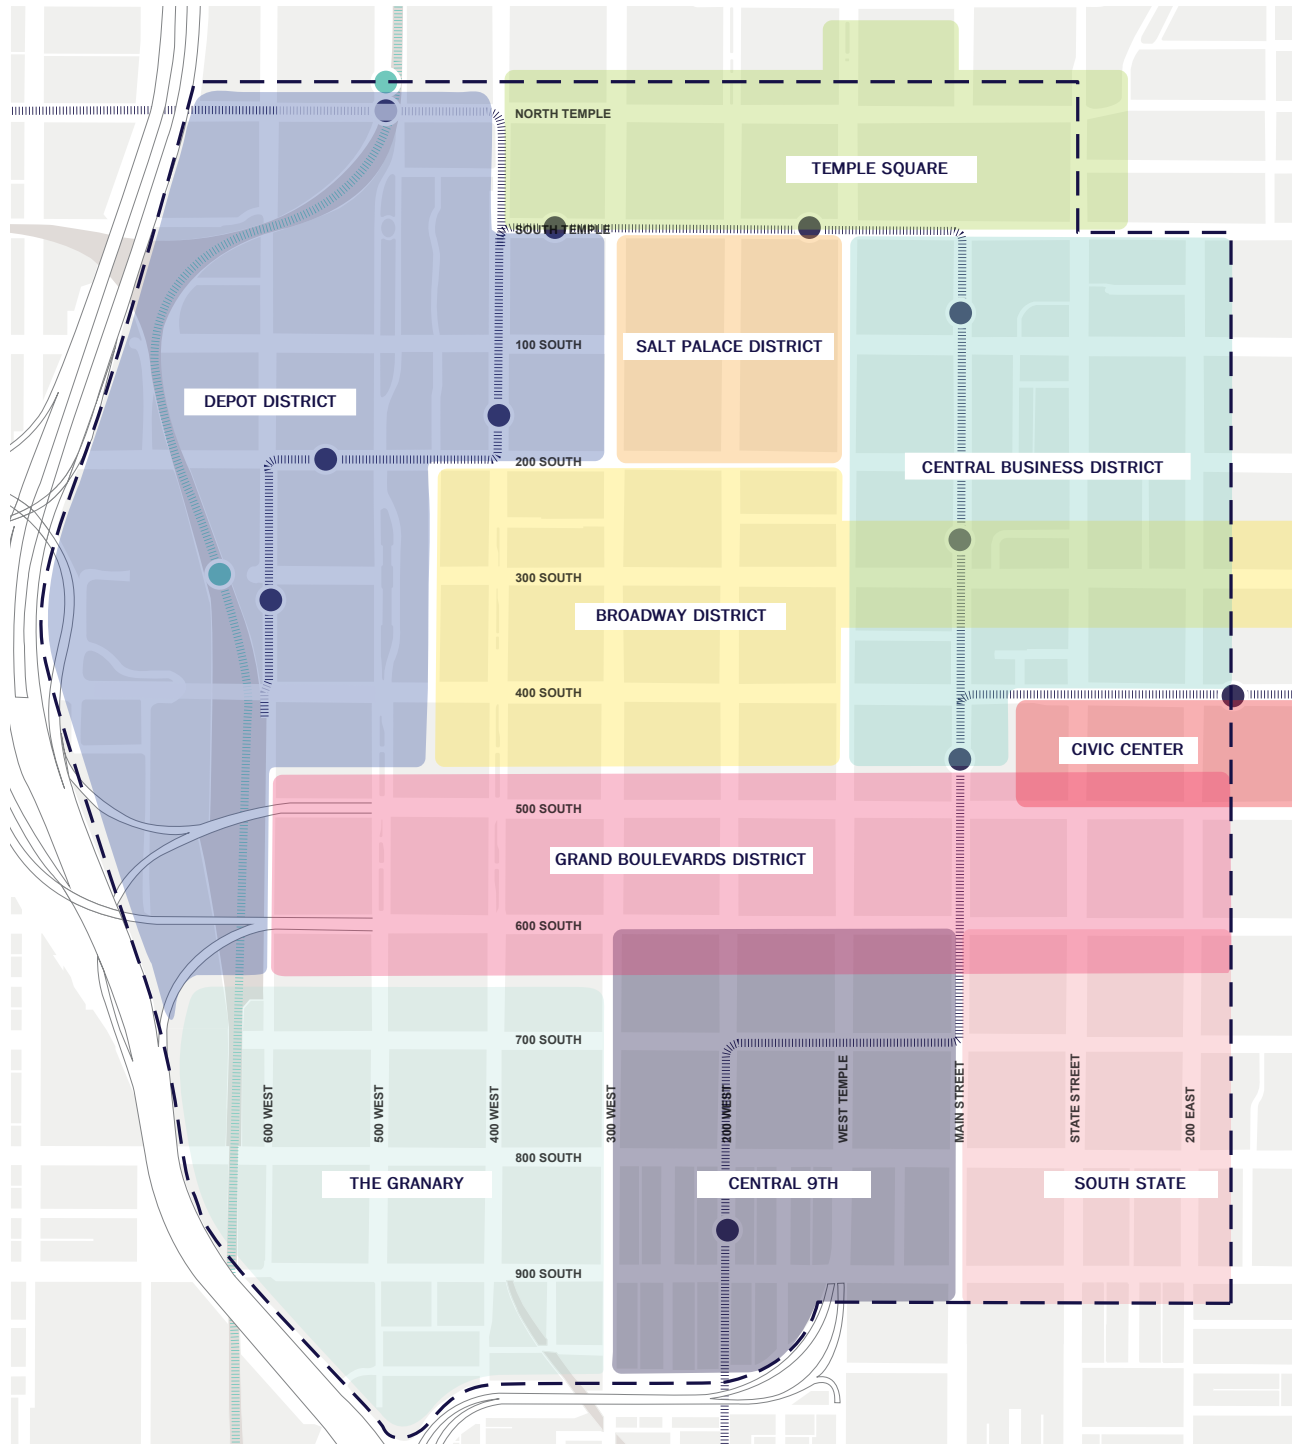 NORTH TEMPLE
TEMPLE SQUARE
SOUTH TEMPLE
100 SOUTH
SALT PALACE DISTRICT
DEPOT DISTRICT
200 SOUTH
CENTRAL BUSINESS DISTRICT
300 SOUTH
BROADWAY DISTRICT
400 SOUTH
CIVIC CENTER
500 SOUTH
GRAND BOULEVARDS DISTRICT
600 SOUTH
700 SOUTH
600 WEST
500 WEST
400 WEST
300 WEST
200 WEST
WEST TEMPLE
MAIN STREET
STATE STREET
200 EAST
800 SOUTH
THE GRANARY
CENTRAL 9TH
SOUTH STATE
900 SOUTH